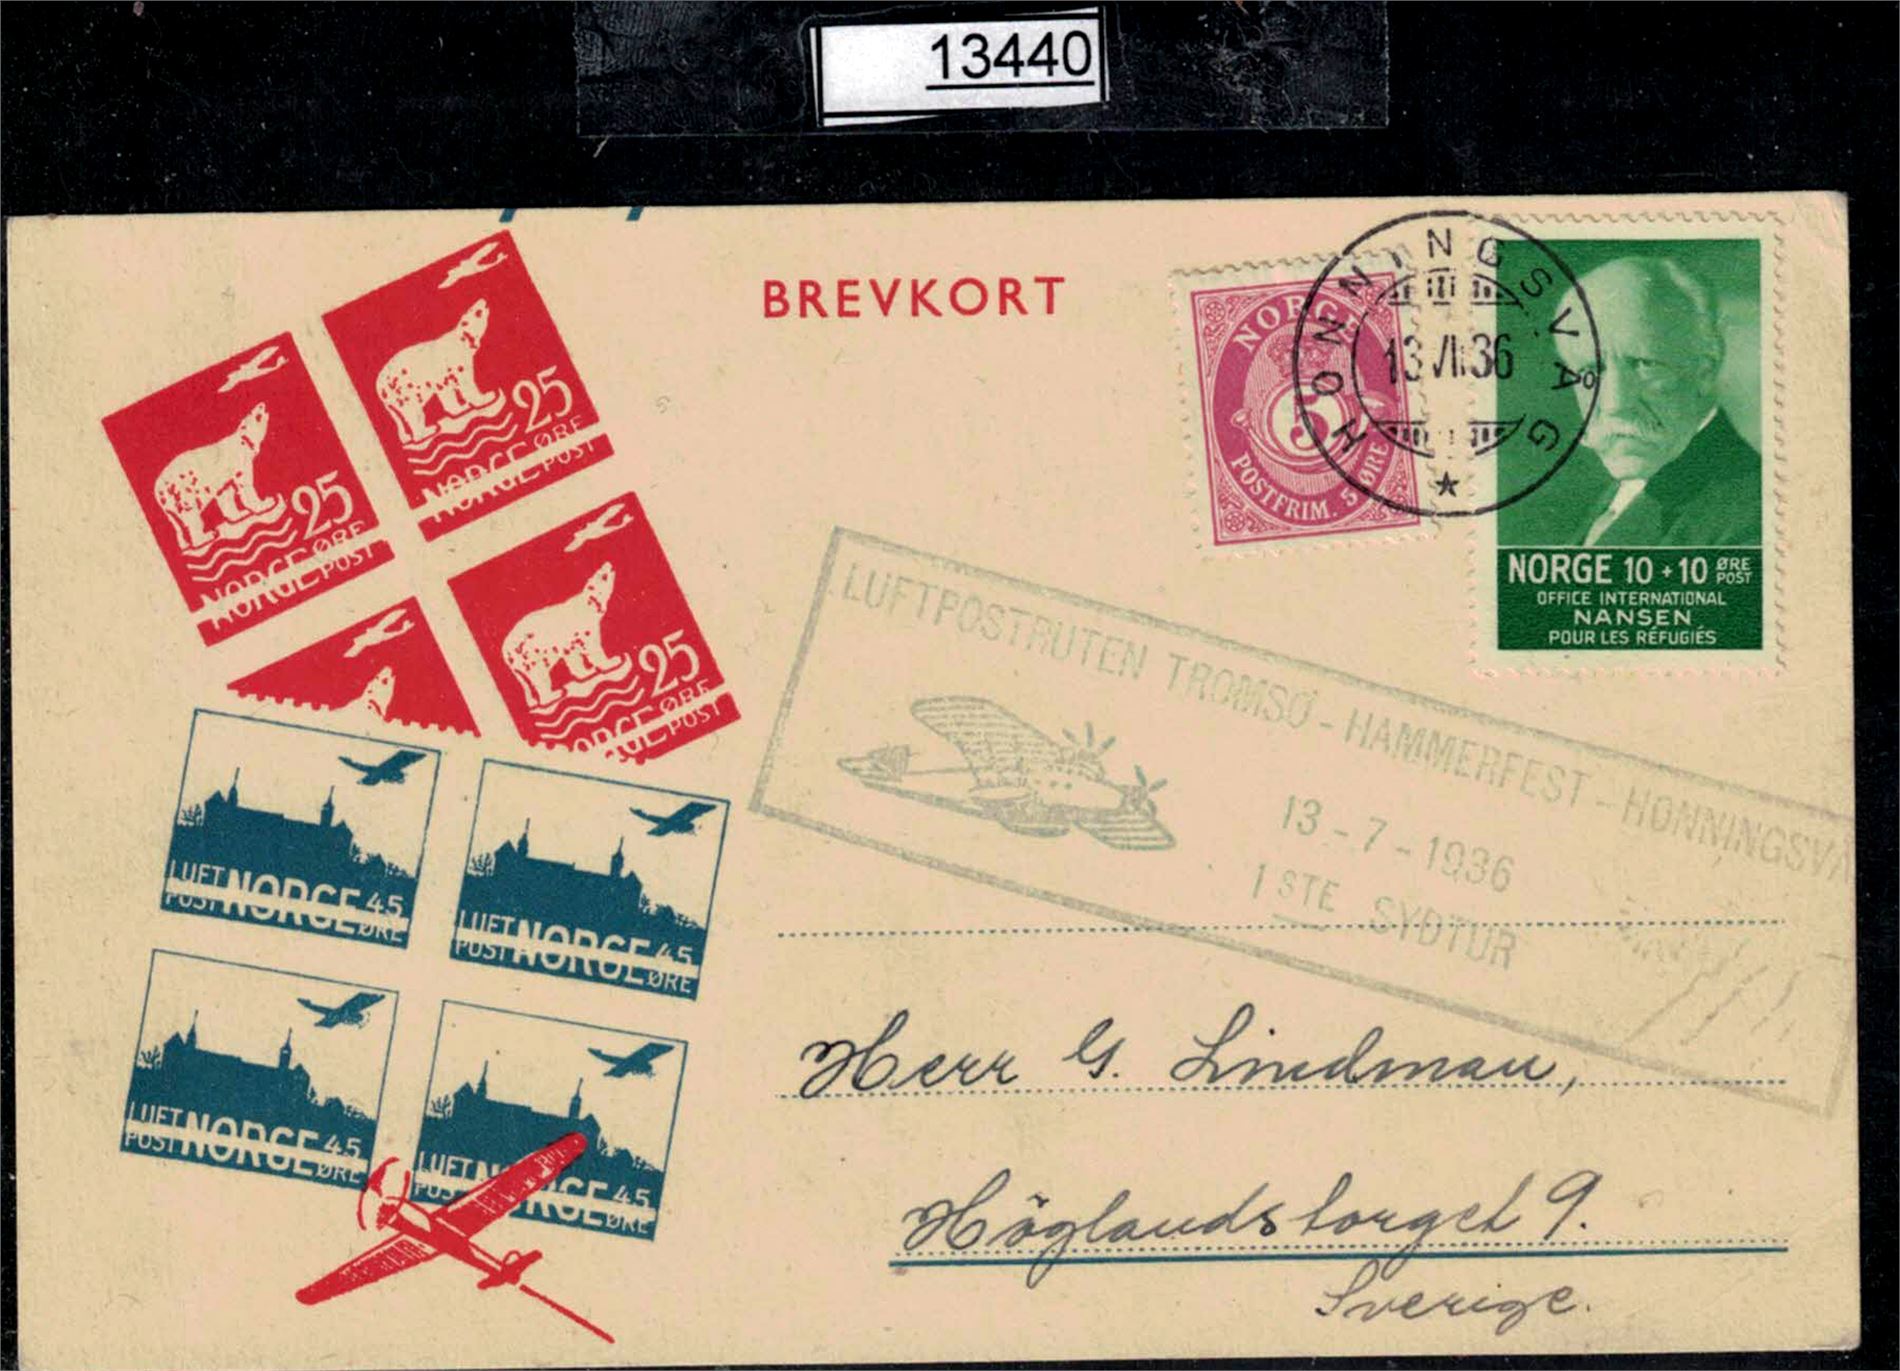 13440
BREVKORT
25
ØRE
NORGE POST
25
ØRE
NORGE POST
25
ØRE
NORGE POST
LUFT POST NORGE 45 ØRE
LUFT POST NORGE 45 ØRE
LUFT POST NORGE 45 ØRE
LUFT POST NORGE 45 ØRE
NORGE
5
POSTFRIM. 5 ØRE
HONNINGSVÅG
13 VII 36
NORGE 10 + 10 ØRE POST
OFFICE INTERNATIONAL
NANSEN
POUR LES RÉFUGIÉS
LUFTPOSTRUTEN TROMSØ - HAMMERFEST - HONNINGSVÅ
13 - 7 - 1936
1STE SYDTUR
Herr G. Lindman,
Höglandstorget 9.
Sverige.